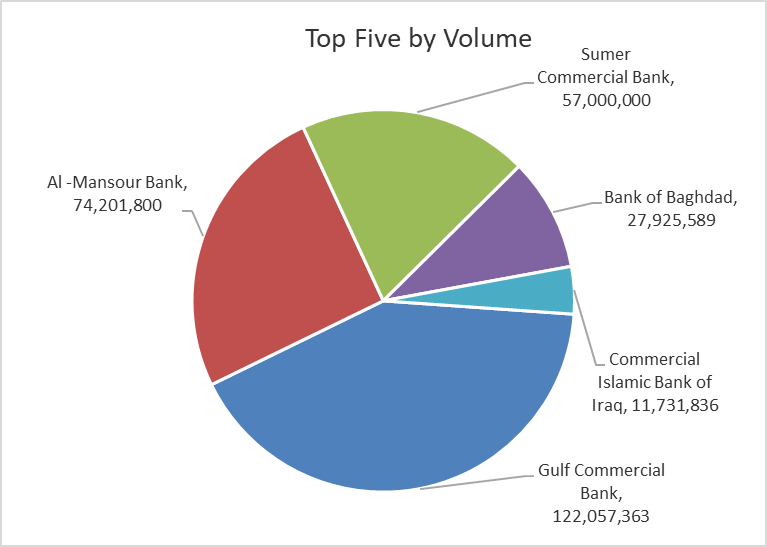 Top Five by Volume
Sumer
Commercial Bank,
57,000,000
Al -Mansour Bank,
74,201,800
Bank of Baghdad,
27,925,589
Commercial
Islamic Bank of
Iraq, 11,731,836
Gulf Commercial
Bank,
122,057,363